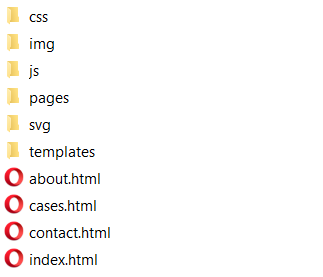 css
img
js
pages
svg
templates
about.html
cases.html
contact.html
index.html